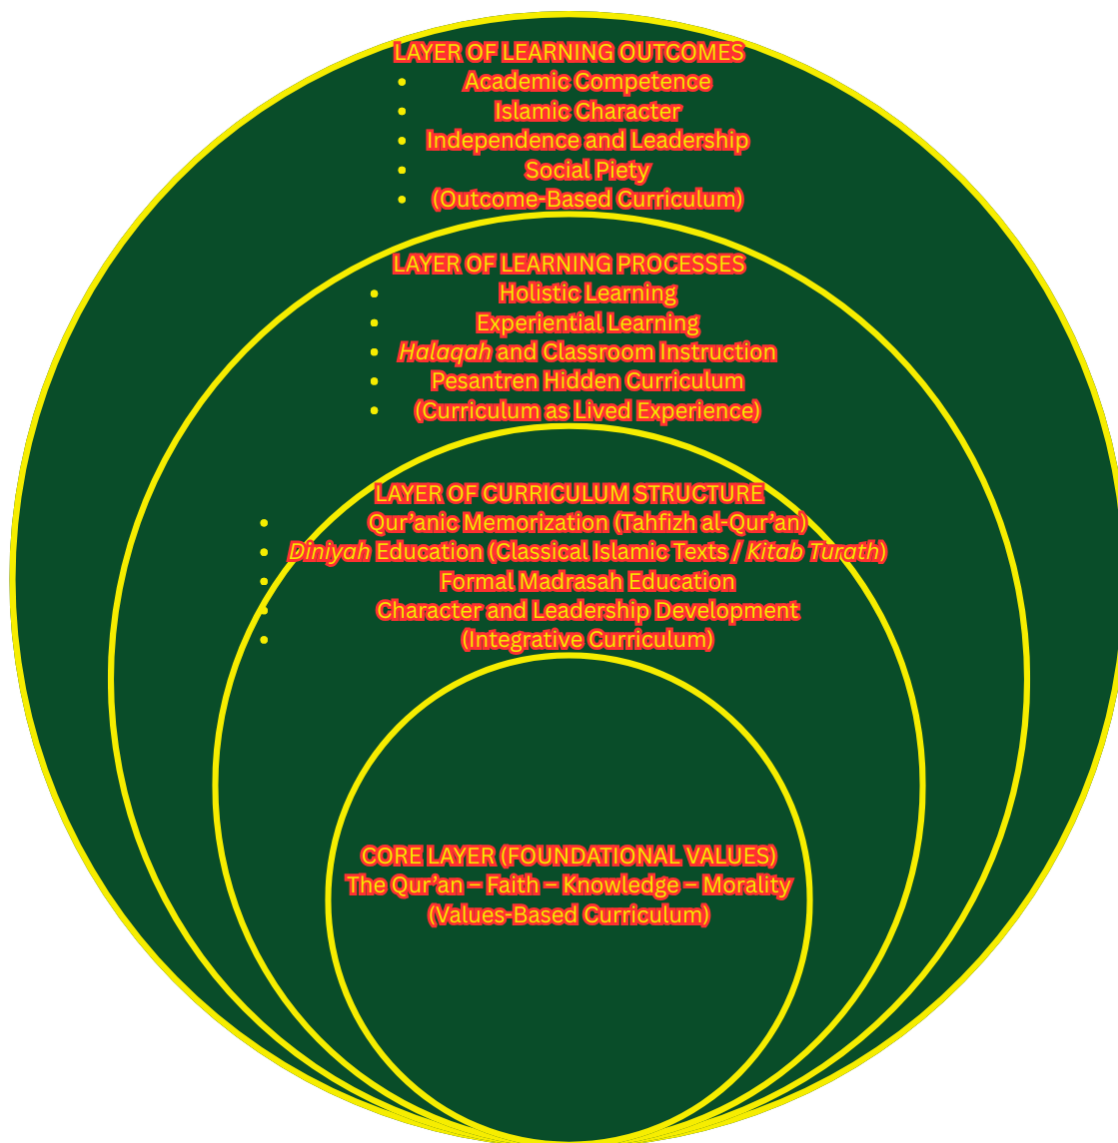 LAYER OF LEARNING OUTCOMES
• Academic Competence
• Islamic Character
• Independence and Leadership
• Social Piety
• (Outcome-Based Curriculum)
LAYER OF LEARNING PROCESSES
• Holistic Learning
• Experiential Learning
• Halaqah and Classroom Instruction
• Pesantren Hidden Curriculum
• (Curriculum as Lived Experience)
LAYER OF CURRICULUM STRUCTURE
• Qur’anic Memorization (Tahfizh al-Qur’an)
• Diniyah Education (Classical Islamic Texts / Kitab Turath)
• Formal Madrasah Education
• Character and Leadership Development
• (Integrative Curriculum)
CORE LAYER (FOUNDATIONAL VALUES)
The Qur’an – Faith – Knowledge – Morality
(Values-Based Curriculum)